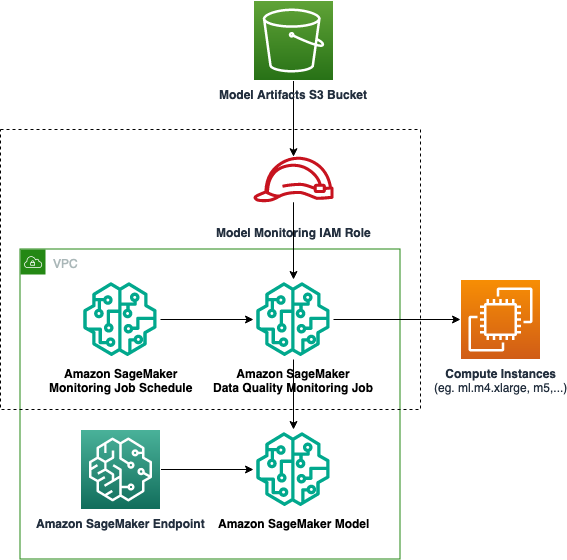 Model Artifacts S3 Bucket
Model Monitoring IAM Role
VPC
Amazon SageMaker
Monitoring Job Schedule
Amazon SageMaker
Data Quality Monitoring Job
Compute Instances
(eg. ml.m4.xlarge, m5,...)
Amazon SageMaker Endpoint
Amazon SageMaker Model